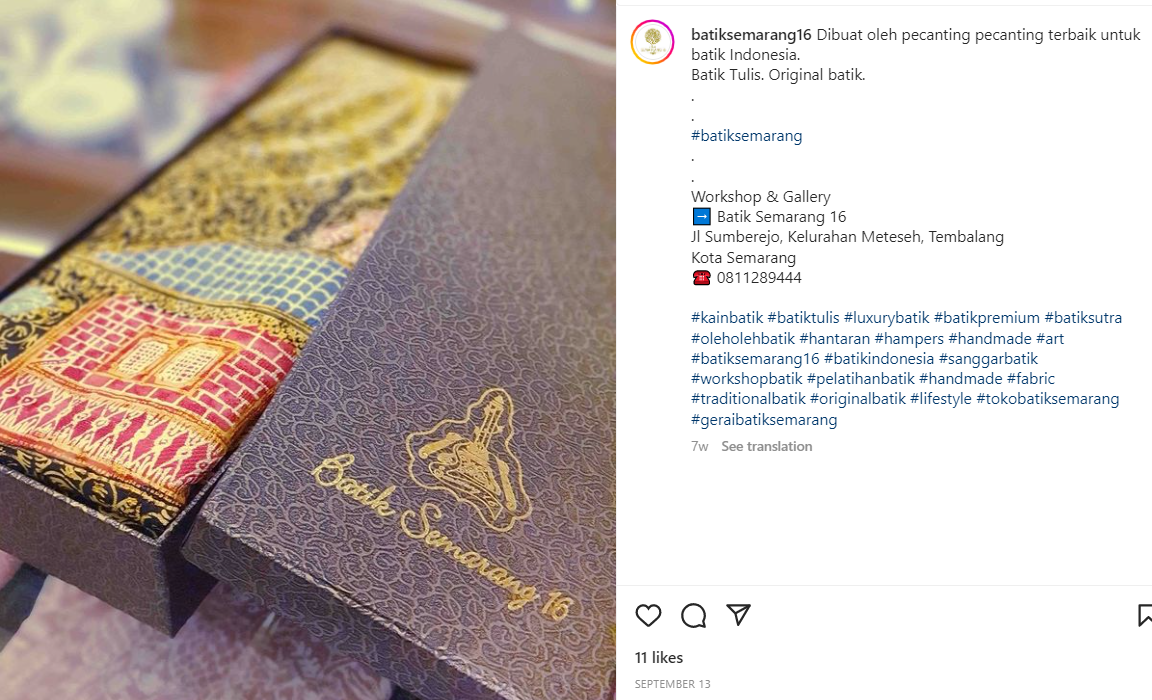 Batik Semarang 16
batiksemarang16 Dibuat oleh pecanting pecanting terbaik untuk
batik Indonesia.
Batik Tulis. Original batik.
.
.
#batiksemarang
.
.
Workshop & Gallery
➡️ Batik Semarang 16
Jl Sumberejo, Kelurahan Meteseh, Tembalang
Kota Semarang
☎️ 0811289444
#kainbatik #batiktulis #luxurybatik #batikpremium #batiksutra
#oleholehbatik #hantaran #hampers #handmade #art
#batiksemarang16 #batikindonesia #sanggarbatik
#workshopbatik #pelatihanbatik #handmade #fabric
#traditionalbatik #originalbatik #lifestyle #tokobatiksemarang
#geraibatiksemarang
7w See translation
11 likes
SEPTEMBER 13